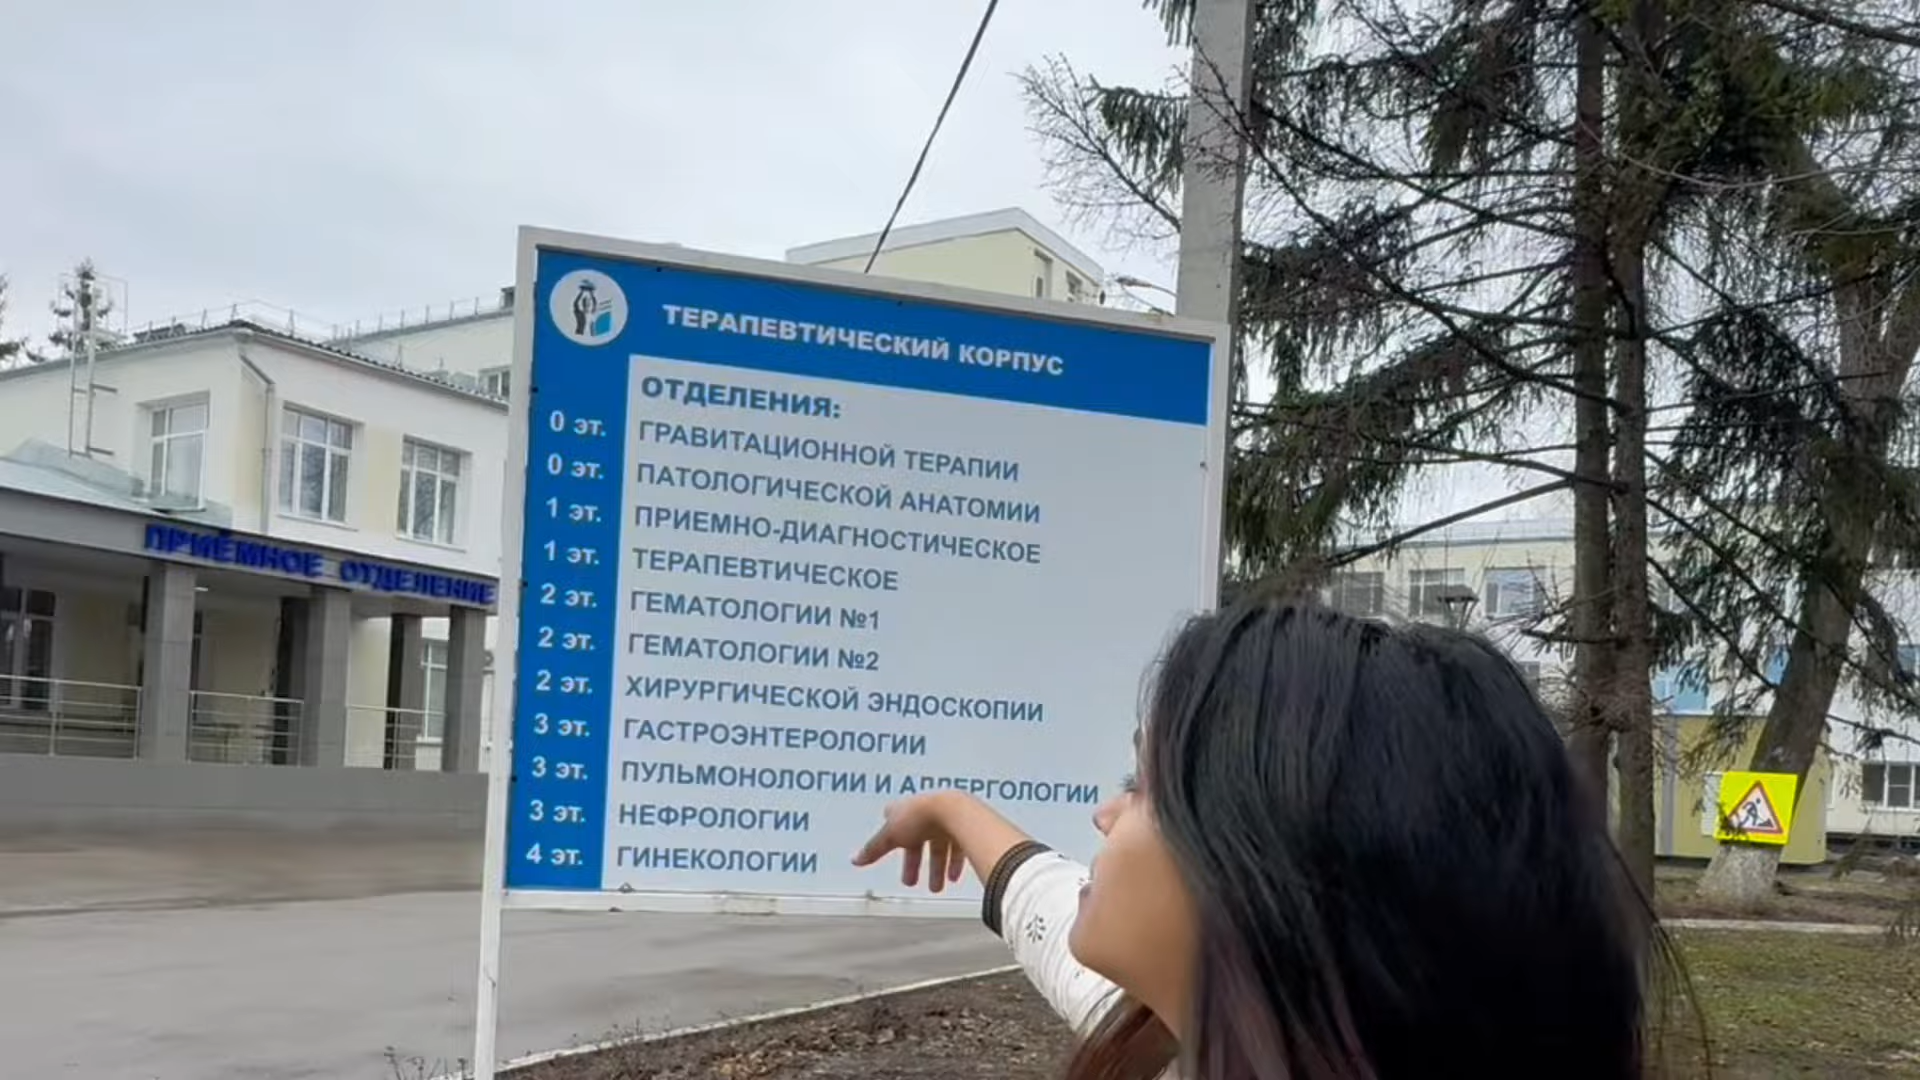 ТЕРАПЕВТИЧЕСКИЙ КОРПУС
ОТДЕЛЕНИЯ:
0 эт. ГРАВИТАЦИОННОЙ ТЕРАПИИ
0 эт. ПАТОЛОГИЧЕСКОЙ АНАТОМИИ
1 эт. ПРИЕМНО-ДИАГНОСТИЧЕСКОЕ
1 эт. ТЕРАПЕВТИЧЕСКОЕ
2 эт. ГЕМАТОЛОГИИ №1
2 эт. ГЕМАТОЛОГИИ №2
2 эт. ХИРУРГИЧЕСКОЙ ЭНДОСКОПИИ
3 эт. ГАСТРОЭНТЕРОЛОГИИ
3 эт. ПУЛЬМОНОЛОГИИ И АЛЛЕРГОЛОГИИ
3 эт. НЕФРОЛОГИИ
4 эт. ГИНЕКОЛОГИИ
ПРИЁМНОЕ ОТДЕЛЕНИЕ